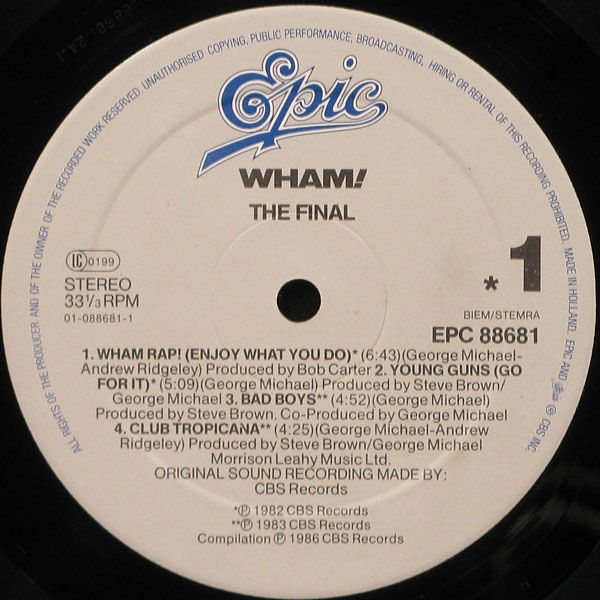 ALL RIGHTS OF THE PRODUCER AND OF THE OWNER OF THE RECORDED WORK RESERVED. UNAUTHORISED COPYING, PUBLIC PERFORMANCE, BROADCASTING, HIRING OR RENTAL OF THIS RECORDING PROHIBITED. MADE IN HOLLAND. EPIC AND Epic ® CBS INC.
Epic
WHAM!
THE FINAL
LC 0199
STEREO
33⅓ RPM
01-088681-1
* 1
BIEM/STEMRA
EPC 88681
1. WHAM RAP! (ENJOY WHAT YOU DO)* (6:43)(George Michael-
Andrew Ridgeley) Produced by Bob Carter 2. YOUNG GUNS (GO
FOR IT)* (5:09)(George Michael) Produced by Steve Brown/
George Michael 3. BAD BOYS** (4:52)(George Michael)
Produced by Steve Brown. Co-Produced by George Michael
4. CLUB TROPICANA** (4:25)(George Michael-Andrew
Ridgeley) Produced by Steve Brown/George Michael
Morrison Leahy Music Ltd.
ORIGINAL SOUND RECORDING MADE BY:
CBS Records
*℗ 1982 CBS Records
**℗ 1983 CBS Records
Compilation ℗ 1986 CBS Records